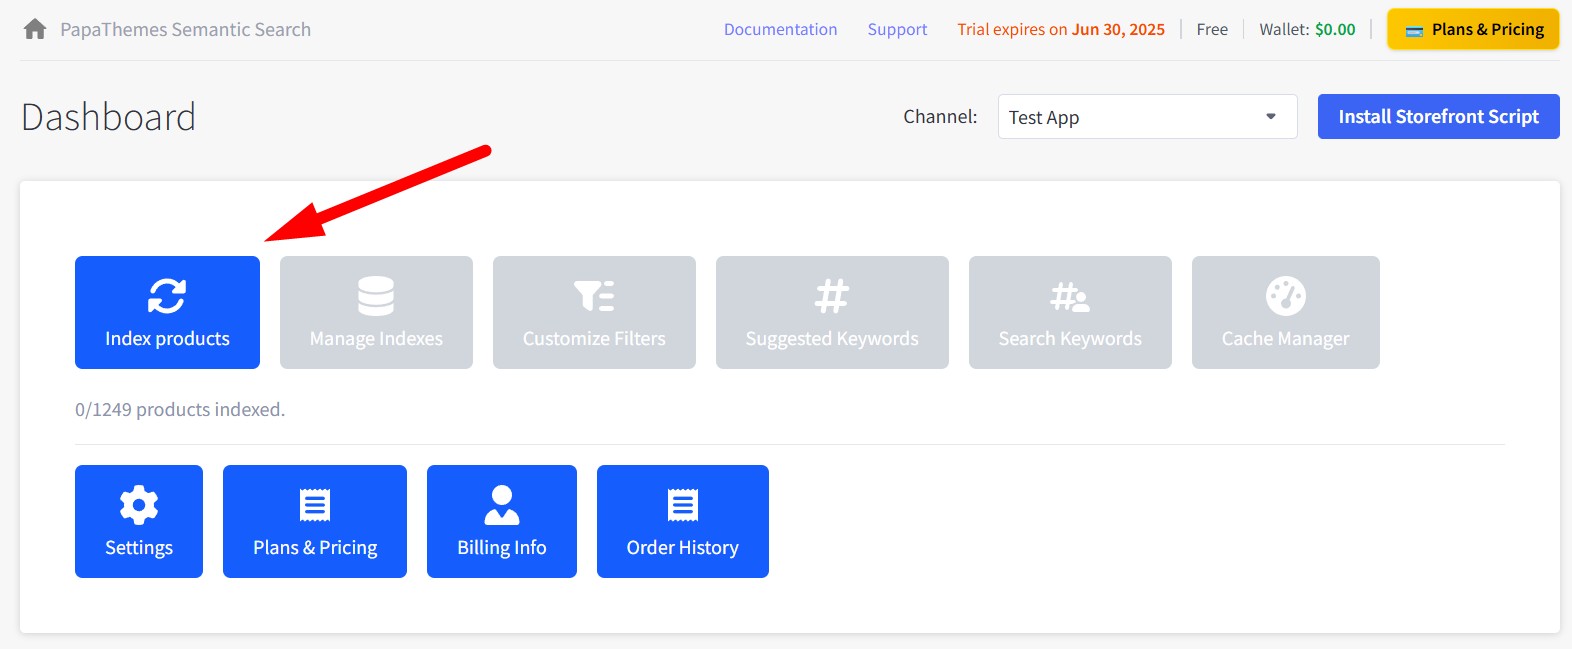 PapaThemes Semantic Search Documentation Support Trial expires on Jun 30, 2025 Free Wallet: $0.00 Plans & Pricing
Dashboard Channel: Test App Install Storefront Script
Index products Manage Indexes Customize Filters Suggested Keywords Search Keywords Cache Manager
0/1249 products indexed.
Settings Plans & Pricing Billing Info Order History